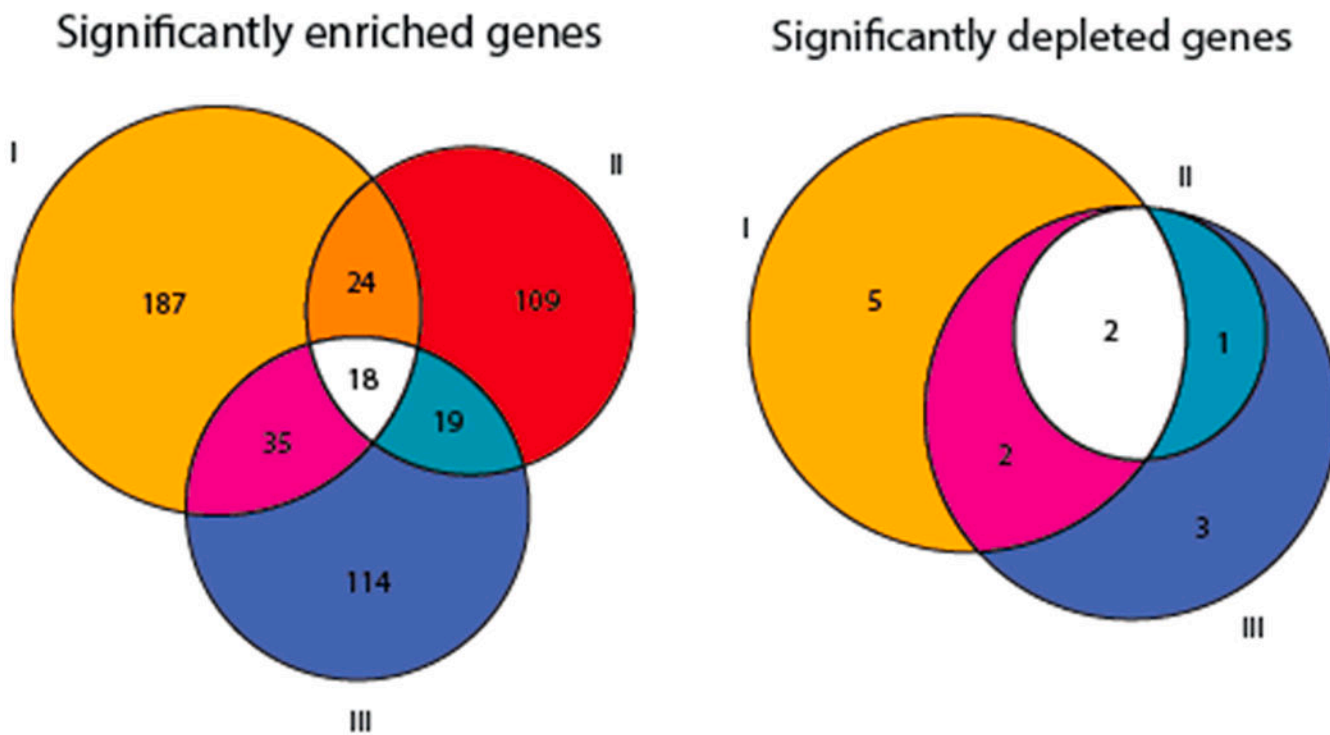 Significantly enriched genes
I
II
187
24
109
18
35
19
114
III
Significantly depleted genes
II
I
5
2
1
2
3
III